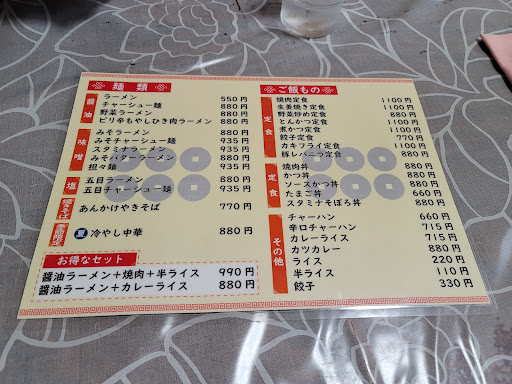 麺類
醤油
ラーメン 550円
チャーシュー麺 880円
野菜ラーメン 880円
ピリ辛もやしひき肉ラーメン 880円
味噌
みそラーメン 880円
みそチャーシュー麺 935円
スタミナラーメン 935円
みそバターラーメン 935円
担々麺 935円
塩
五目ラーメン 880円
五目チャーシュー麺 935円
焼きそば
あんかけやきそば 770円
季節限定
夏 冷やし中華 880円
お得なセット
醤油ラーメン+焼肉+半ライス 990円
醤油ラーメン+カレーライス 880円
ご飯もの
定食
焼肉定食 1100円
生姜焼き定食 1100円
野菜炒め定食 880円
とんかつ定食 1100円
煮かつ定食 1100円
餃子定食 770円
カキフライ定食 1100円
豚レバニラ定食 880円
定食
焼肉丼 880円
かつ丼 880円
ソースかつ丼 880円
たまご丼 660円
スタミナそぼろ丼 880円
その他
チャーハン 660円
辛口チャーハン 715円
カレーライス 715円
カツカレー 880円
ライス 220円
半ライス 110円
餃子 330円